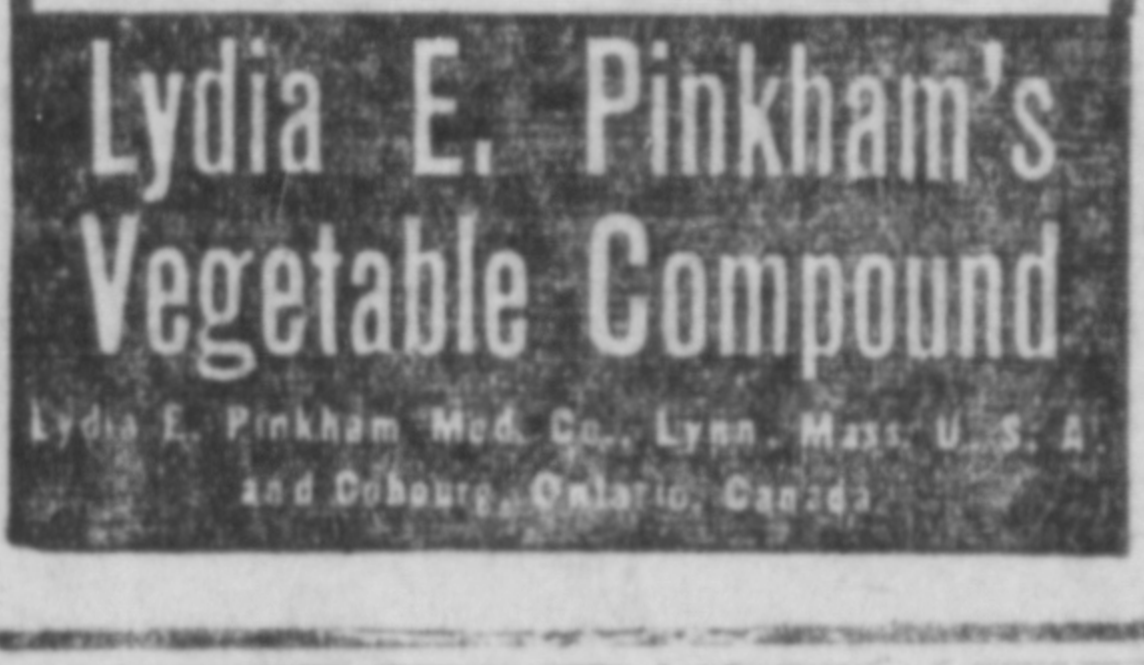 Lydia E. Pinkham's
Vegetable Compound
Lydia E. Pinkham Med. Co., Lynn, Mass. U. S. A.
and Cobourg, Ontario, Canada